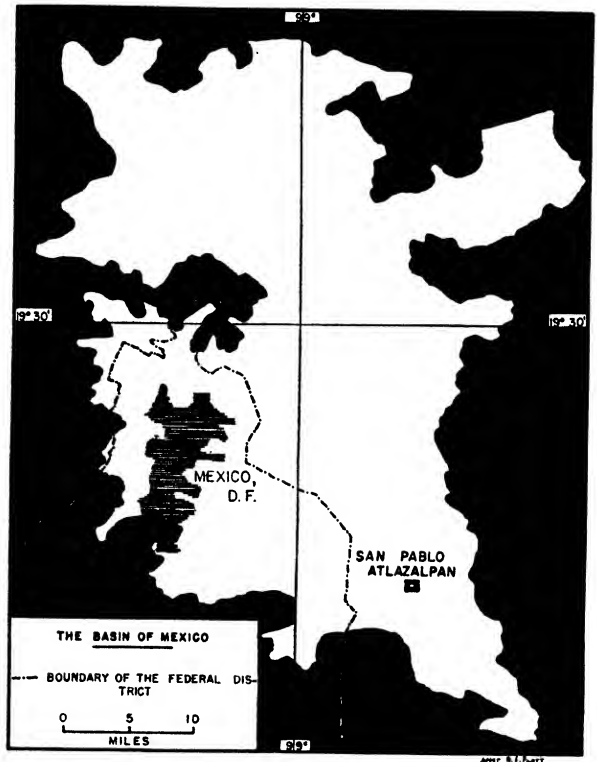 99°
19° 30'
19° 30'
MEXICO,
D. F.
SAN PABLO
ATLAZALPAN
THE BASIN OF MEXICO
BOUNDARY OF THE FEDERAL DIS-
TRICT
0 5 10
MILES
99°